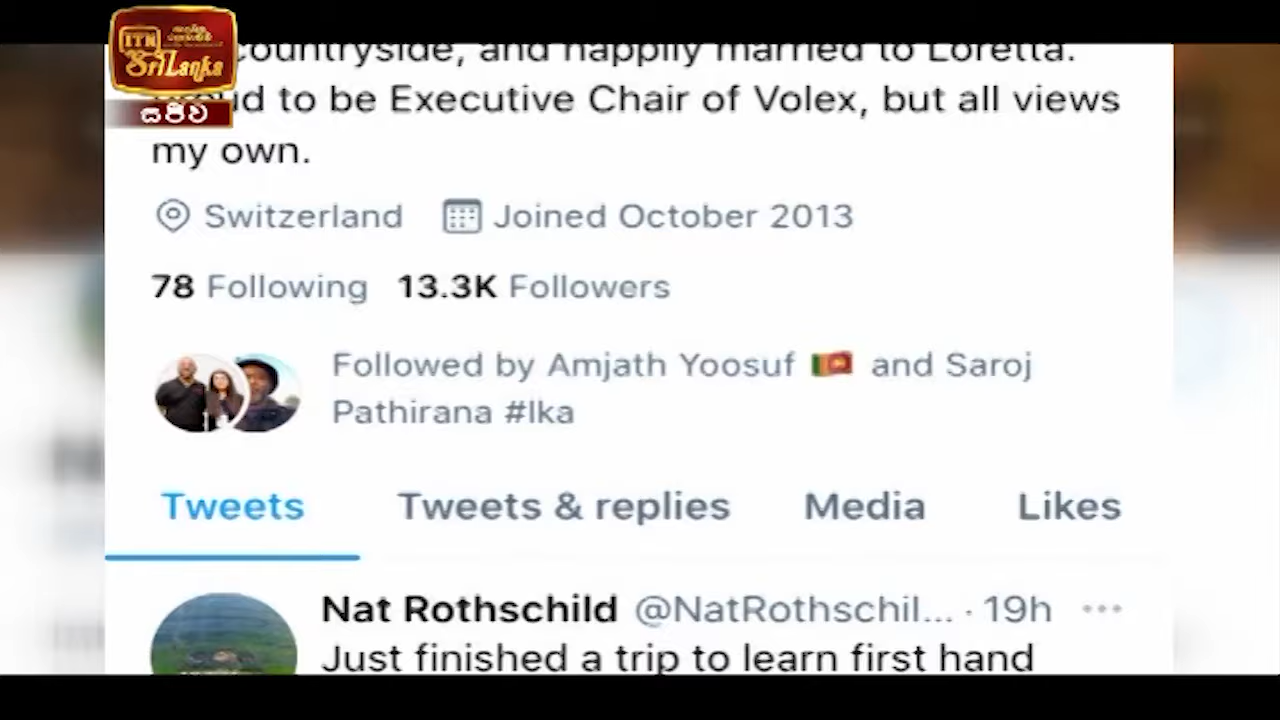 ITN
Sri Lanka
සජීවී
countryside, and happily married to Loretta.
to be Executive Chair of Volex, but all views
my own.
Switzerland Joined October 2013
78 Following 13.3K Followers
Followed by Amjath Yoosuf 🇱🇰 and Saroj
Pathirana #lka
Tweets Tweets & replies Media Likes
Nat Rothschild @NatRothschil... · 19h ...
Just finished a trip to learn first hand